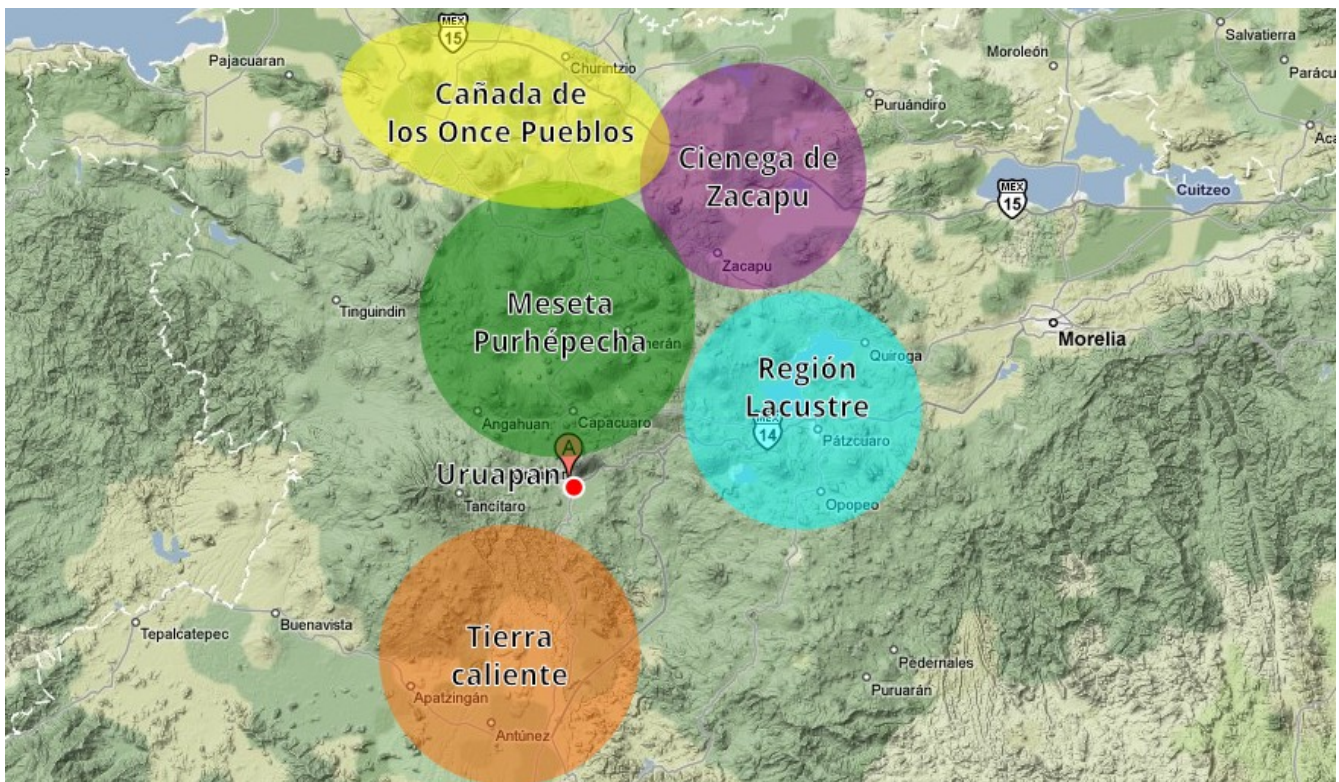 MEX
15
Salvatierra
Pajacuaran
Churintzio
Moroleón
Parácu
Cañada de
los Once Pueblos
Puruándiro
Aca
Cienega de
Zacapu
MEX
15
Cuitzeo
Zacapu
Tinguindin
Meseta
Purhépecha
herán
Quiroga
Morelia
Región
Lacustre
Angahuan
Capacuaro
MEX
14
Pátzcuaro
A
Uruapan
Tancítaro
Opopeo
Buenavista
Tepalcatepec
Tierra
caliente
Pedernales
Puruarán
Apatzingán
Antúnez